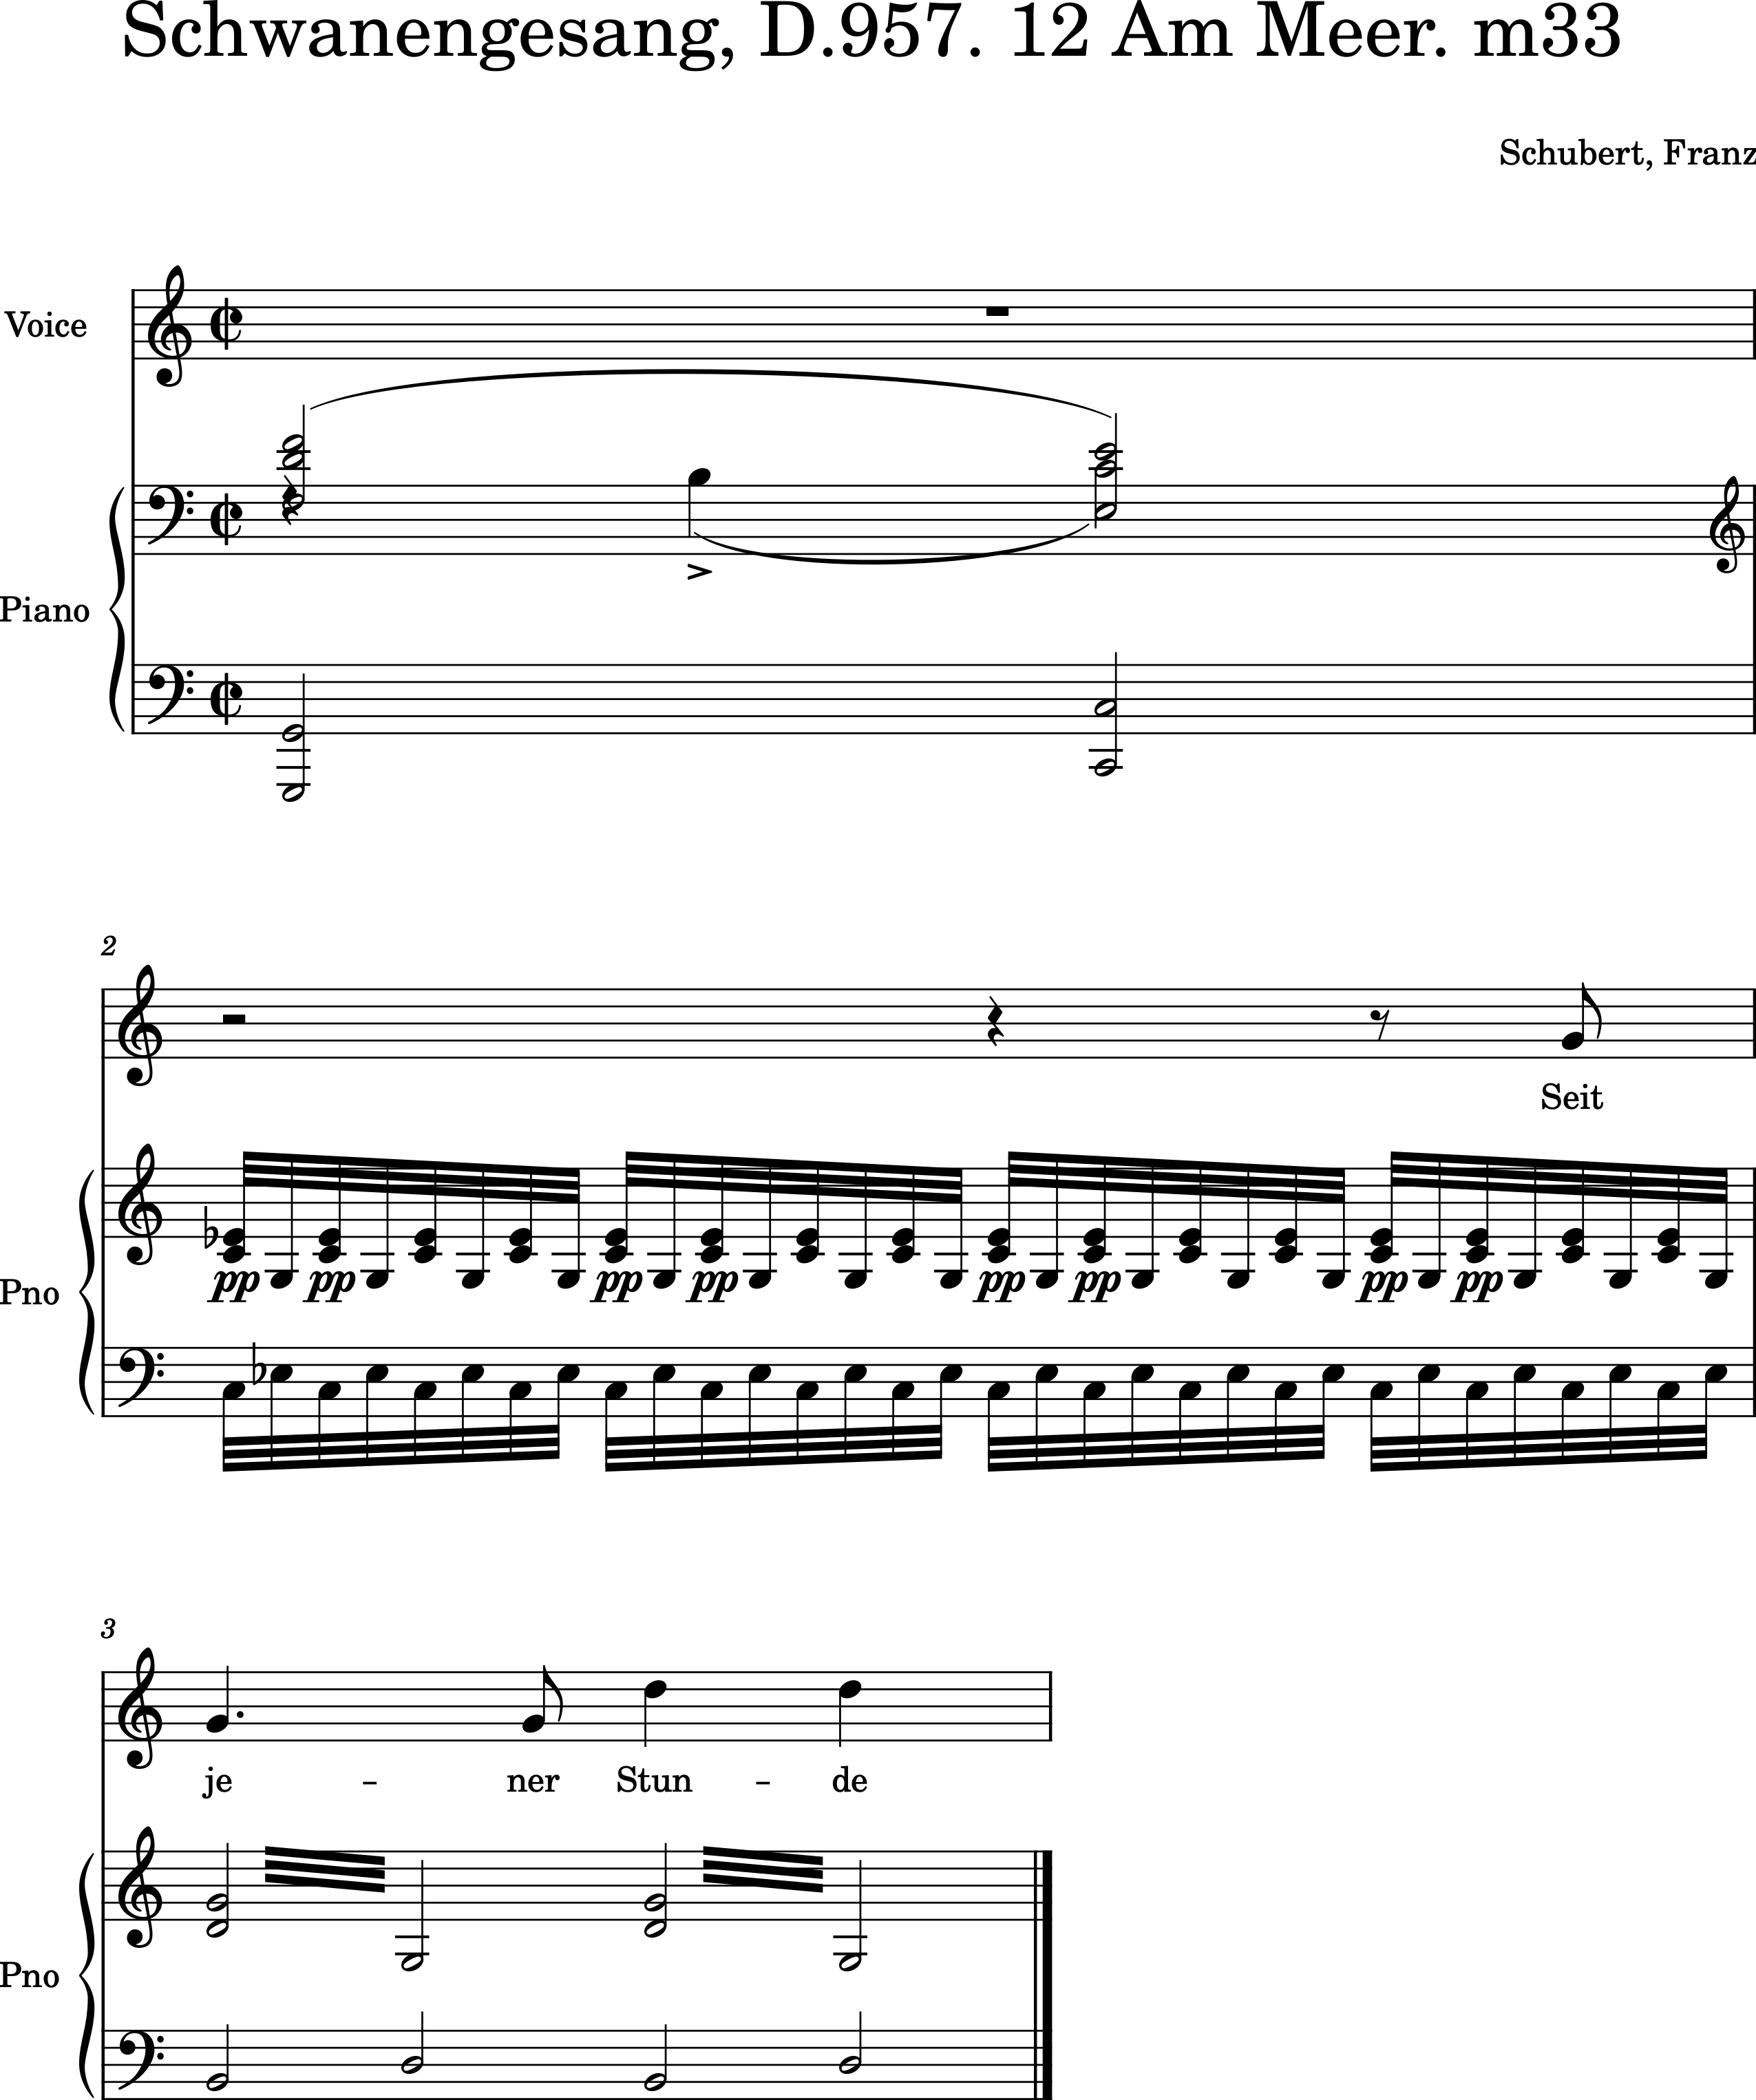 Schwanengesang, D.957. 12 Am Meer. m33
Schubert, Franz
Voice
Piano
2
Seit
Pno
pp pp pp pp pp pp pp pp
3
je – ner Stun – de
Pno